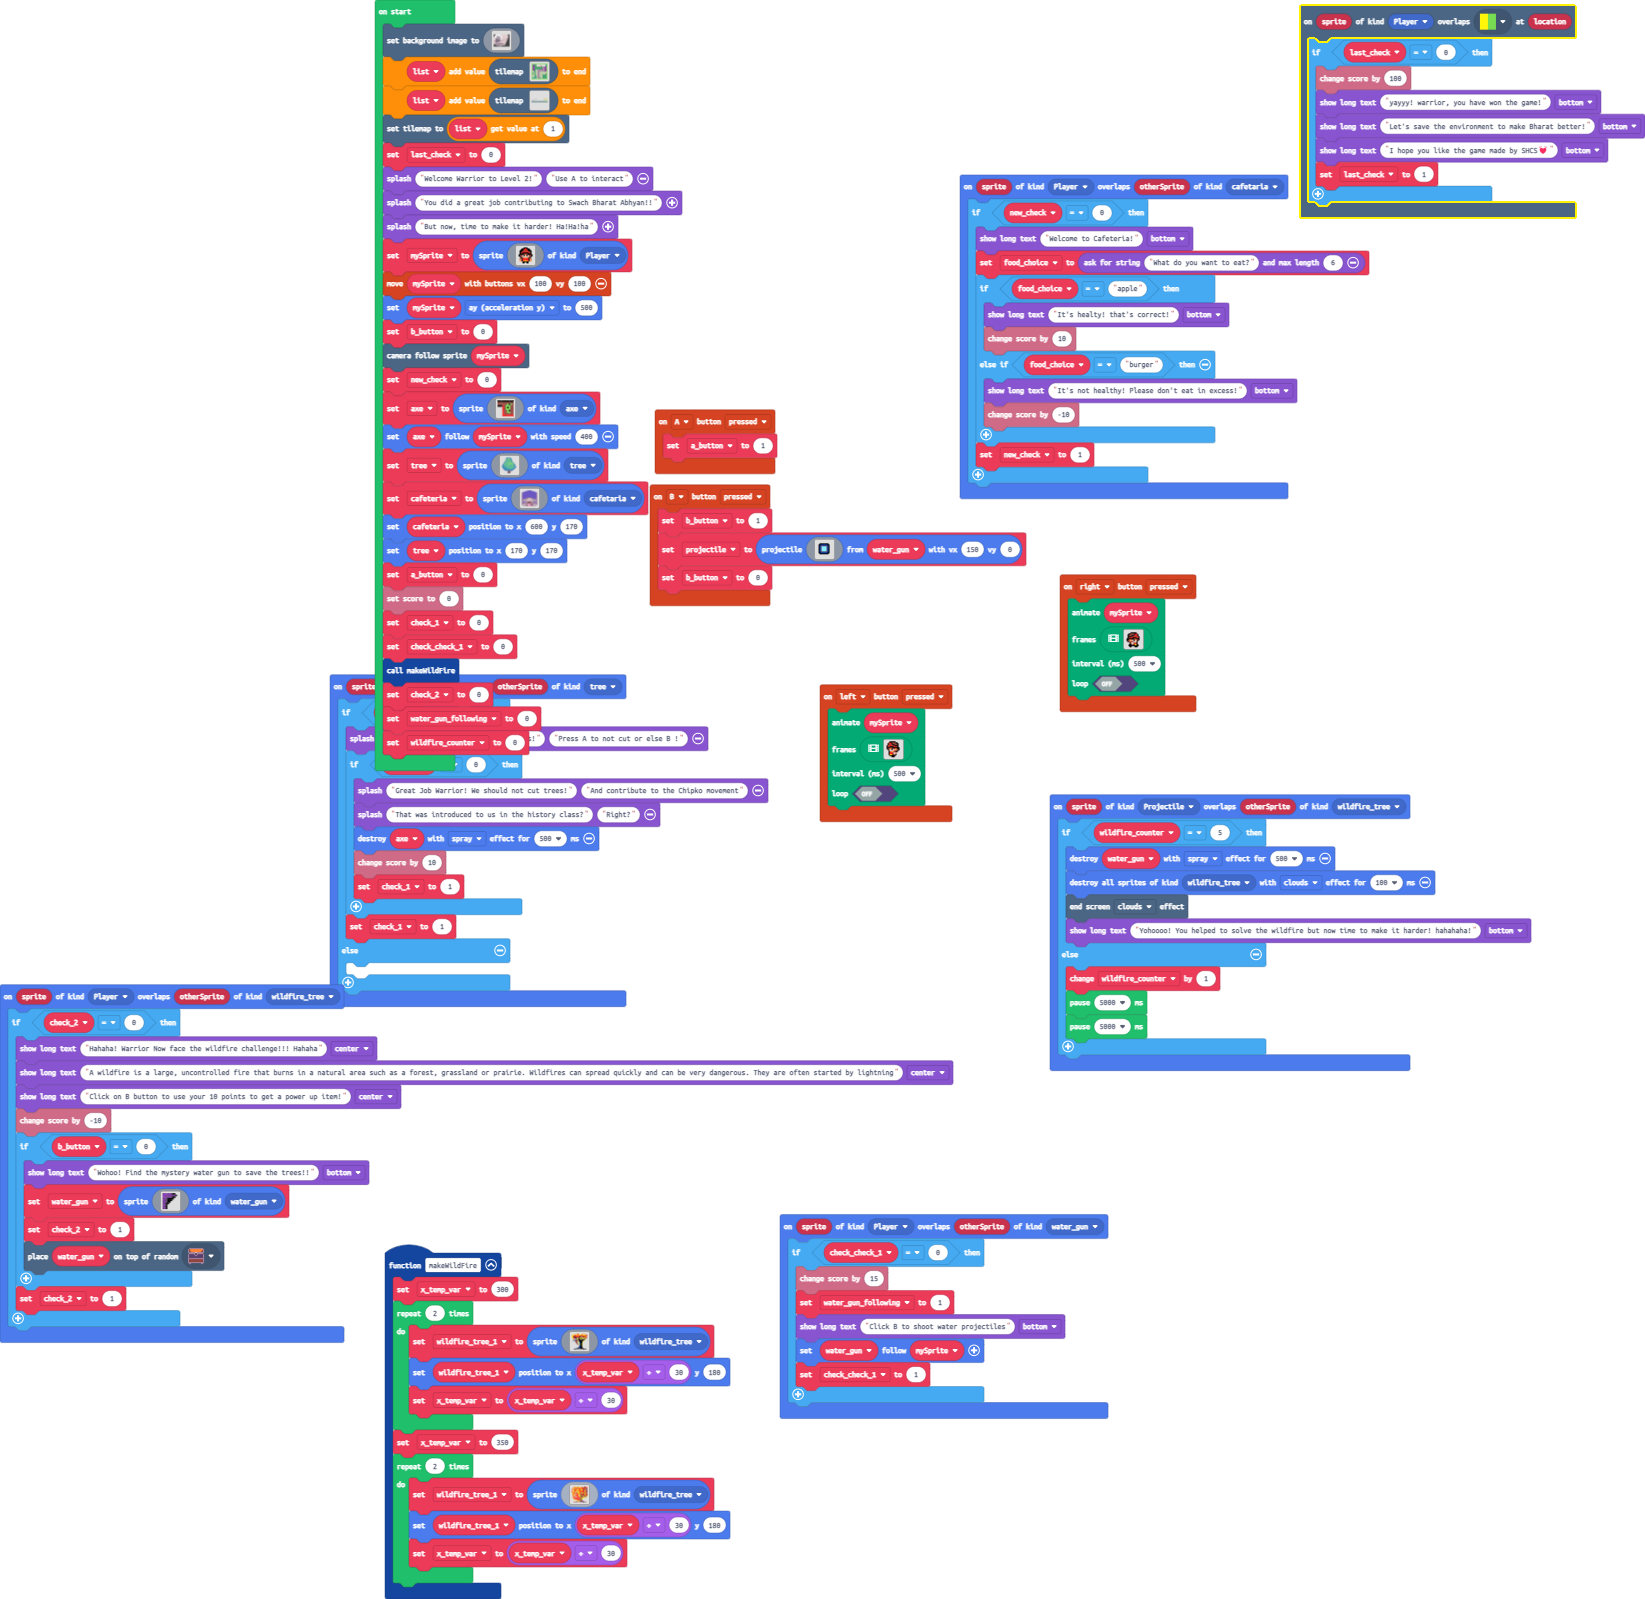 on start
set background image to
list add value tilemap to end
list add value tilemap to end
set tilemap to list get value at 1
set last_check to 0
splash "Welcome Warrior to Level 2!" "Use A to interact"
splash "You did a great job contributing to Swach Bharat Abhyan!!"
splash "But now, time to make it harder! Ha!Ha!ha"
set mySprite to sprite of kind Player
move mySprite with buttons vx 100 vy 100
set mySprite ay (acceleration y) to 500
set b_button to 0
camera follow sprite mySprite
set new_check to 0
set axe to sprite of kind axe
set axe follow mySprite with speed 400
set tree to sprite of kind tree
set cafeteria to sprite of kind cafetaria
set cafeteria position to x 600 y 170
set tree position to x 170 y 170
set a_button to 0
set score to 0
set check_1 to 0
set check_check_1 to 0
call makeWildFire
set check_2 to 0
set water_gun_following to 0
set wildfire_counter to 0
on sprite otherSprite of kind tree
if
splash s!" "Press A to not cut or else B !"
if 0 then
splash "Great Job Warrior! We should not cut trees!" "And contribute to the Chipko movement"
splash "That was introduced to us in the history class?" "Right?"
destroy axe with spray effect for 500 ms
change score by 10
set check_1 to 1
set check_1 to 1
else
on A button pressed
set a_button to 1
on B button pressed
set b_button to 1
set projectile to projectile from water_gun with vx 150 vy 0
set b_button to 0
on sprite of kind Player overlaps at location
if last_check = 0 then
change score by 100
show long text "yayyy! warrior, you have won the game!" bottom
show long text "Let's save the environment to make Bharat better!" bottom
show long text "I hope you like the game made by SHCS💓" bottom
set last_check to 1
on sprite of kind Player overlaps otherSprite of kind cafetaria
if new_check = 0 then
show long text "Welcome to Cafeteria!" bottom
set food_choice to ask for string "What do you want to eat?" and max length 6
if food_choice = "apple" then
show long text "It's healty! that's correct!" bottom
change score by 10
else if food_choice = "burger" then
show long text "It's not healthy! Please don't eat in excess!" bottom
change score by -10
set new_check to 1
on right button pressed
animate mySprite
frames
interval (ms) 500
loop OFF
on left button pressed
animate mySprite
frames
interval (ms) 500
loop OFF
on sprite of kind Projectile overlaps otherSprite of kind wildfire_tree
if wildfire_counter = 5 then
destroy water_gun with spray effect for 500 ms
destroy all sprites of kind wildfire_tree with clouds effect for 100 ms
end screen clouds effect
show long text "Yohoooo! You helped to solve the wildfire but now time to make it harder! hahahaha!" bottom
else
change wildfire_counter by 1
pause 5000 ms
pause 5000 ms
on sprite of kind Player overlaps otherSprite of kind wildfire_tree
if check_2 = 0 then
show long text "Hahaha! Warrior Now face the wildfire challenge!!! Hahaha" center
show long text "A wildfire is a large, uncontrolled fire that burns in a natural area such as a forest, grassland or prairie. Wildfires can spread quickly and can be very dangerous. They are often started by lightning" center
show long text "Click on B button to use your 10 points to get a power up item!" center
change score by -10
if b_button = 0 then
show long text "Wohoo! Find the mystery water gun to save the trees!!" bottom
set water_gun to sprite of kind water_gun
set check_2 to 1
place water_gun on top of random
set check_2 to 1
function makeWildFire
set x_temp_var to 300
repeat 2 times
do set wildfire_tree_1 to sprite of kind wildfire_tree
set wildfire_tree_1 position to x x_temp_var + 30 y 180
set x_temp_var to x_temp_var + 30
set x_temp_var to 350
repeat 2 times
do set wildfire_tree_1 to sprite of kind wildfire_tree
set wildfire_tree_1 position to x x_temp_var + 30 y 180
set x_temp_var to x_temp_var + 30
on sprite of kind Player overlaps otherSprite of kind water_gun
if check_check_1 = 0 then
change score by 15
set water_gun_following to 1
show long text "Click B to shoot water projectiles" bottom
set water_gun follow mySprite
set check_check_1 to 1